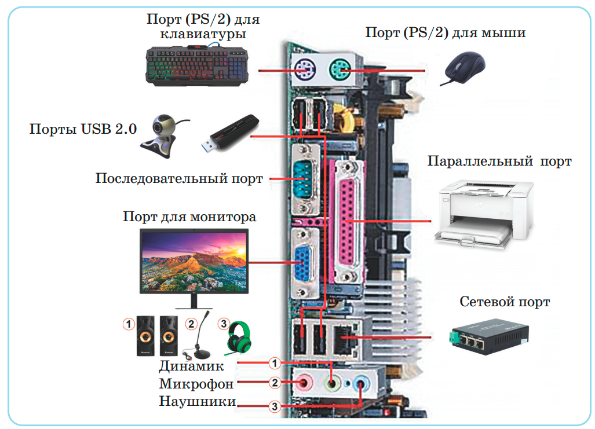 Порт (PS/2) для
клавиатуры
Порт (PS/2) для мыши
Порты USB 2.0
Последовательный порт
Параллельный порт
Порт для монитора
Сетевой порт
1 2 3
Динамик 1
Микрофон 2
Наушники 3